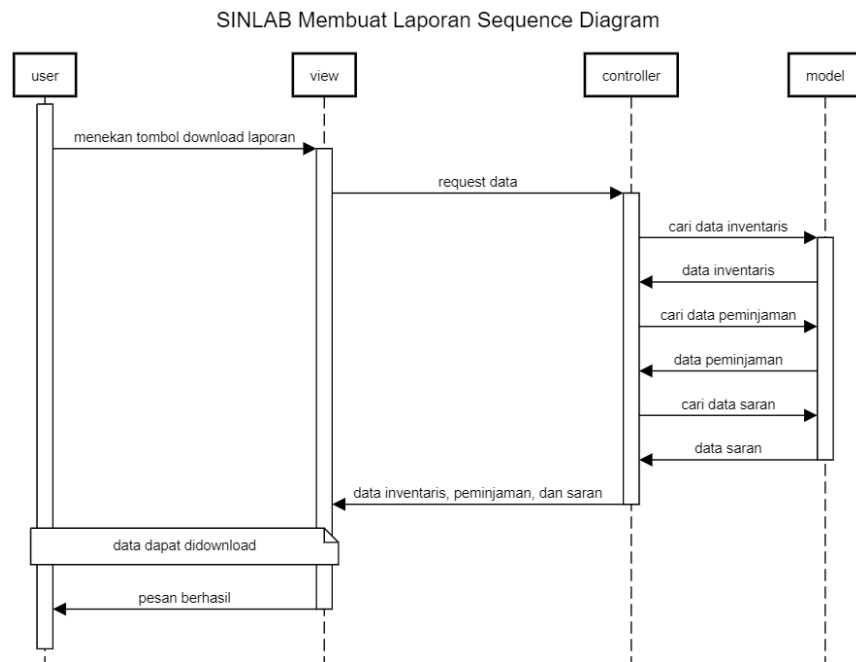 SINLAB Membuat Laporan Sequence Diagram
user
view
controller
model
menekan tombol download laporan
request data
cari data inventaris
data inventaris
cari data peminjaman
data peminjaman
cari data saran
data saran
data inventaris, peminjaman, dan saran
data dapat didownload
pesan berhasil